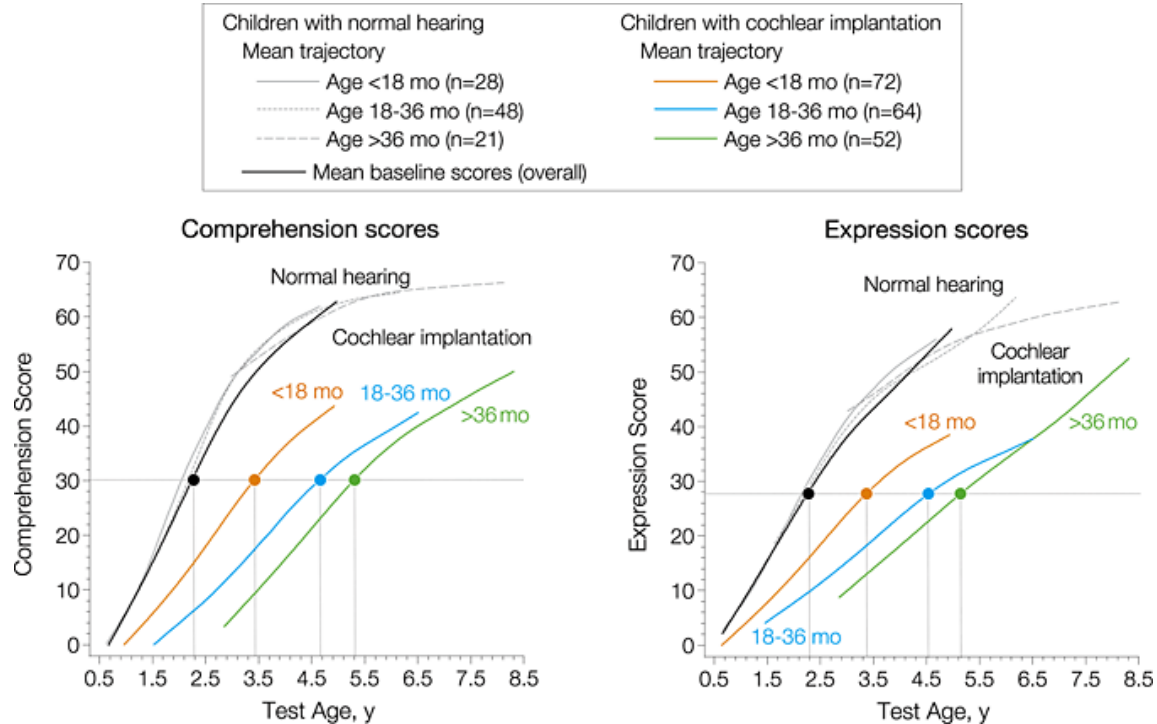 Children with normal hearing
Mean trajectory
Age <18 mo (n=28)
Age 18-36 mo (n=48)
Age >36 mo (n=21)
Mean baseline scores (overall)
Children with cochlear implantation
Mean trajectory
Age <18 mo (n=72)
Age 18-36 mo (n=64)
Age >36 mo (n=52)
Comprehension scores
70
60
50
40
30
20
10
0
Comprehension Score
Normal hearing
Cochlear implantation
<18 mo
18-36 mo
>36 mo
0.5 1.5 2.5 3.5 4.5 5.5 6.5 7.5 8.5
Test Age, y
Expression scores
70
60
50
40
30
20
10
0
Expression Score
Normal hearing
Cochlear
implantation
<18 mo
>36 mo
18-36 mo
0.5 1.5 2.5 3.5 4.5 5.5 6.5 7.5 8.5
Test Age, y